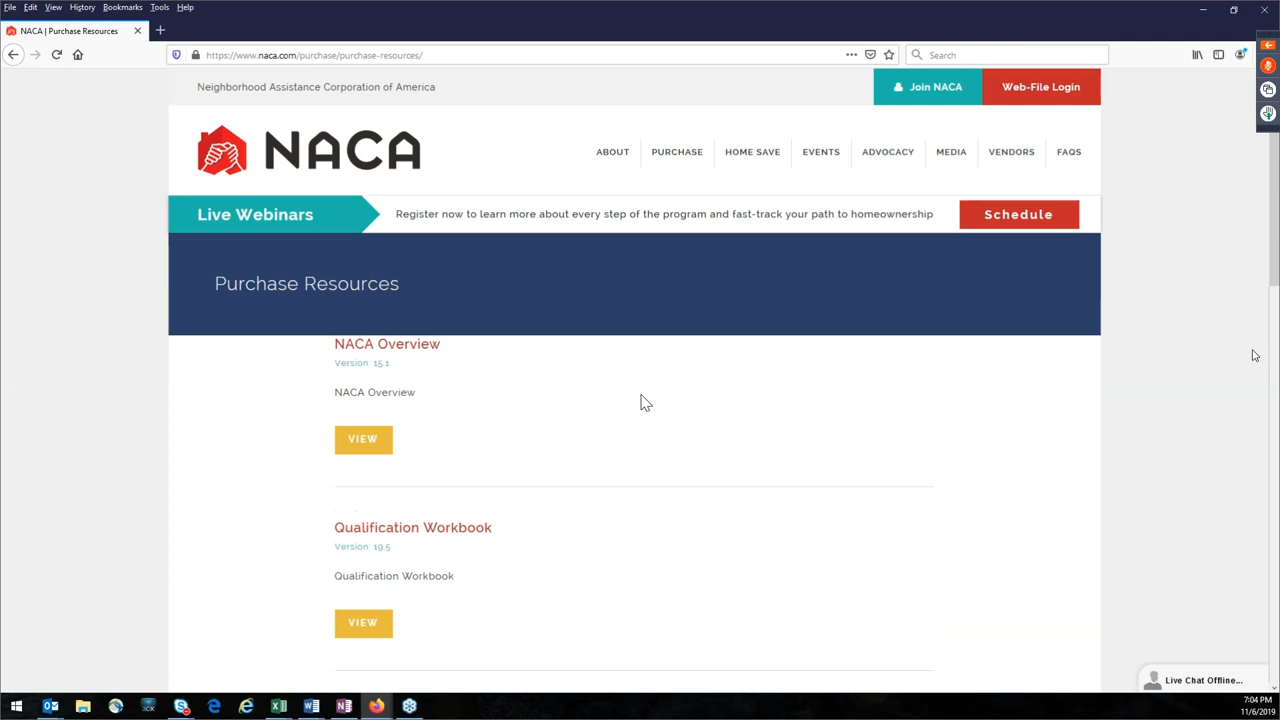 File Edit View History Bookmarks Tools Help
NACA | Purchase Resources
https://www.naca.com/purchase/purchase-resources/
Search
Neighborhood Assistance Corporation of America
Join NACA
Web-File Login
NACA
ABOUT
PURCHASE
HOME SAVE
EVENTS
ADVOCACY
MEDIA
VENDORS
FAQS
Live Webinars
Register now to learn more about every step of the program and fast-track your path to homeownership
Schedule
Purchase Resources
NACA Overview
Version: 15.1
NACA Overview
VIEW
Qualification Workbook
Version: 19.5
Qualification Workbook
VIEW
Live Chat Offline...
7:04 PM
11/6/2019